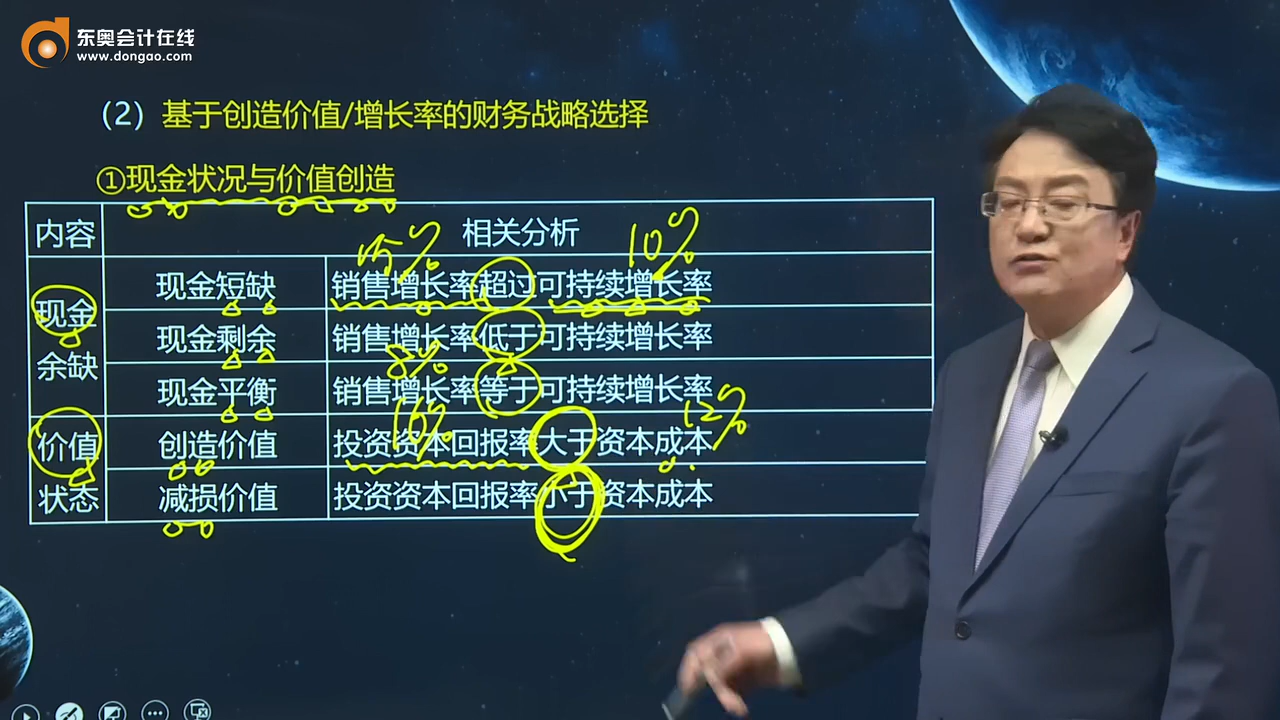 东奥会计在线
www.dongao.com
（2）基于创造价值/增长率的财务战略选择
①现金状况与价值创造
内容 相关分析
15% 10%
现金余缺 现金短缺 销售增长率超过可持续增长率
现金剩余 销售增长率低于可持续增长率
8%
现金平衡 销售增长率等于可持续增长率
16% 12%
价值状态 创造价值 投资资本回报率大于资本成本
减损价值 投资资本回报率小于资本成本